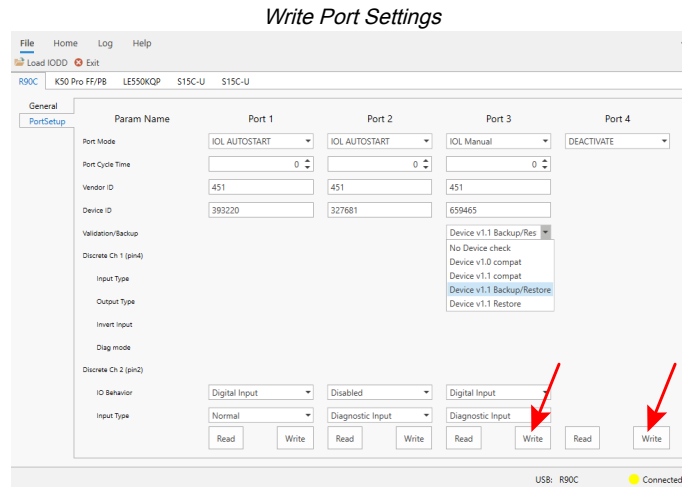 Write Port Settings
File Home Log Help
Load IODD Exit
R90C K50 Pro FF/PB LE550KQP S15C-U S15C-U
General
PortSetup
Param Name Port 1 Port 2 Port 3 Port 4
Port Mode IOL AUTOSTART IOL AUTOSTART IOL Manual DEACTIVATE
Port Cycle Time 0 0 0
Vendor ID 451 451 451
Device ID 393220 327681 659465
Validation/Backup Device v1.1 Backup/Res
No Device check
Discrete Ch 1 (pin4) Device v1.0 compat
Input Type Device v1.1 compat
Device v1.1 Backup/Restore
Output Type Device v1.1 Restore
Invert Input
Diag mode
Discrete Ch 2 (pin2)
IO Behavior Digital Input Disabled Digital Input
Input Type Normal Diagnostic Input Diagnostic Input
Read Write Read Write Read Write Read Write
USB: R90C Connected